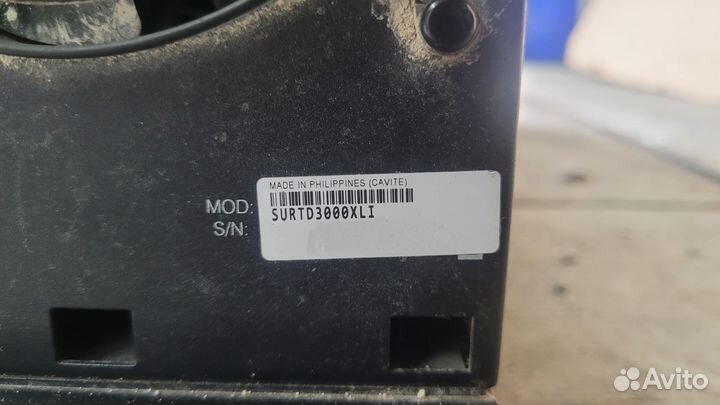 MADE IN PHILIPPINES (CAVITE)
MOD: SURTD3000XLI
S/N:
Avito